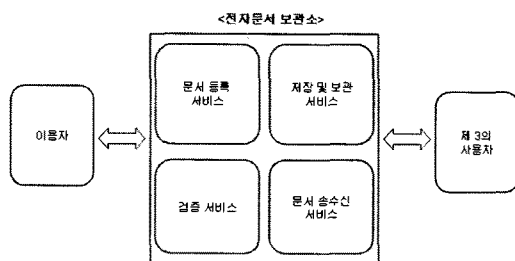 <전자문서 보관소>
문서 등록
서비스
저장 및 보관
서비스
이용자
제 3의
사용자
검증 서비스
문서 송수신
서비스